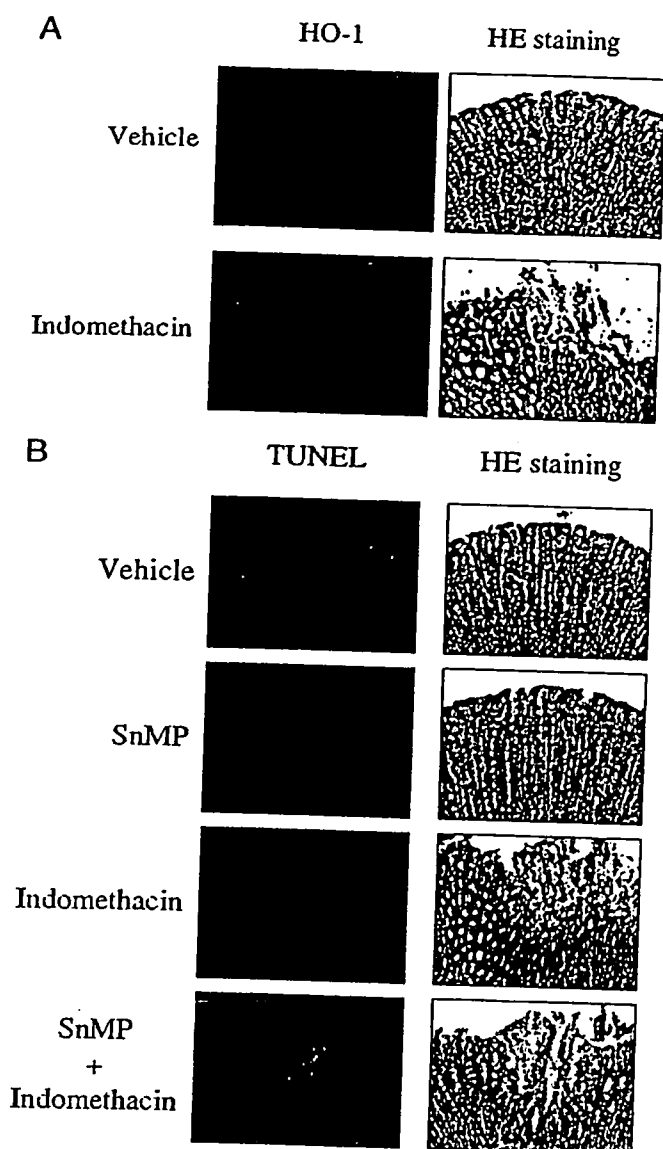 A
HO-1 HE staining
Vehicle
Indomethacin
B
TUNEL HE staining
Vehicle
SnMP
Indomethacin
SnMP
+
Indomethacin